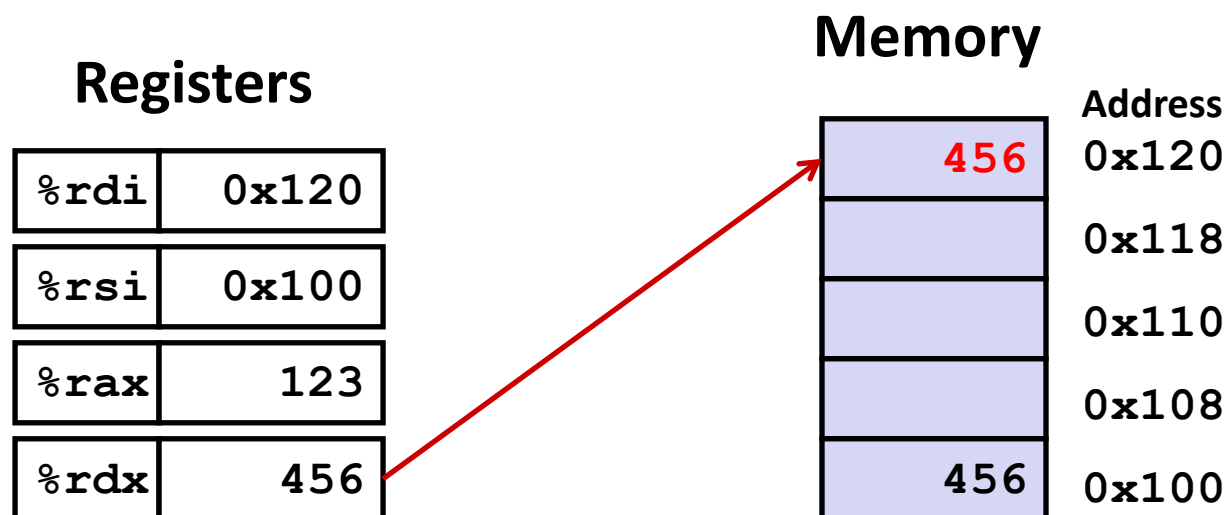 Memory
Registers
Address
%rdi 0x120
%rsi 0x100
%rax 123
%rdx 456
456 0x120
0x118
0x110
0x108
456 0x100